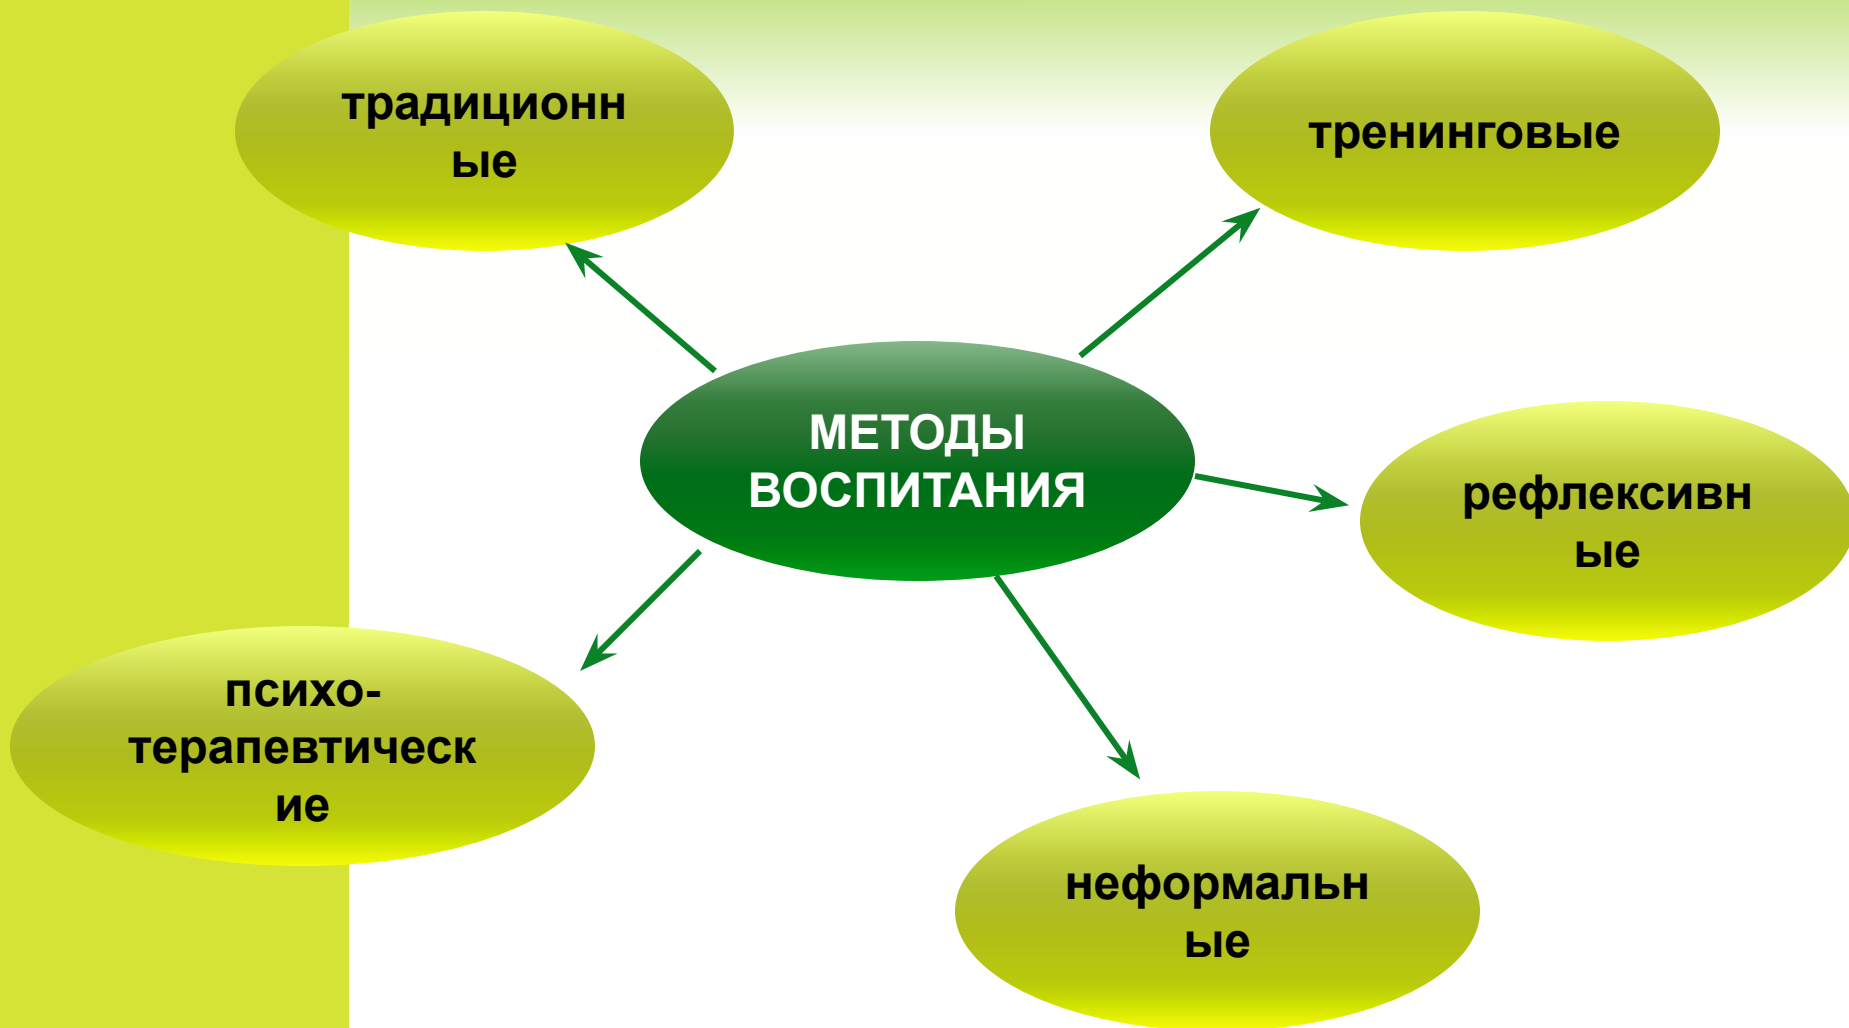 традиционн
ые
тренинговые
МЕТОДЫ
ВОСПИТАНИЯ
рефлексивн
ые
психо-
терапевтическ
ие
неформальн
ые